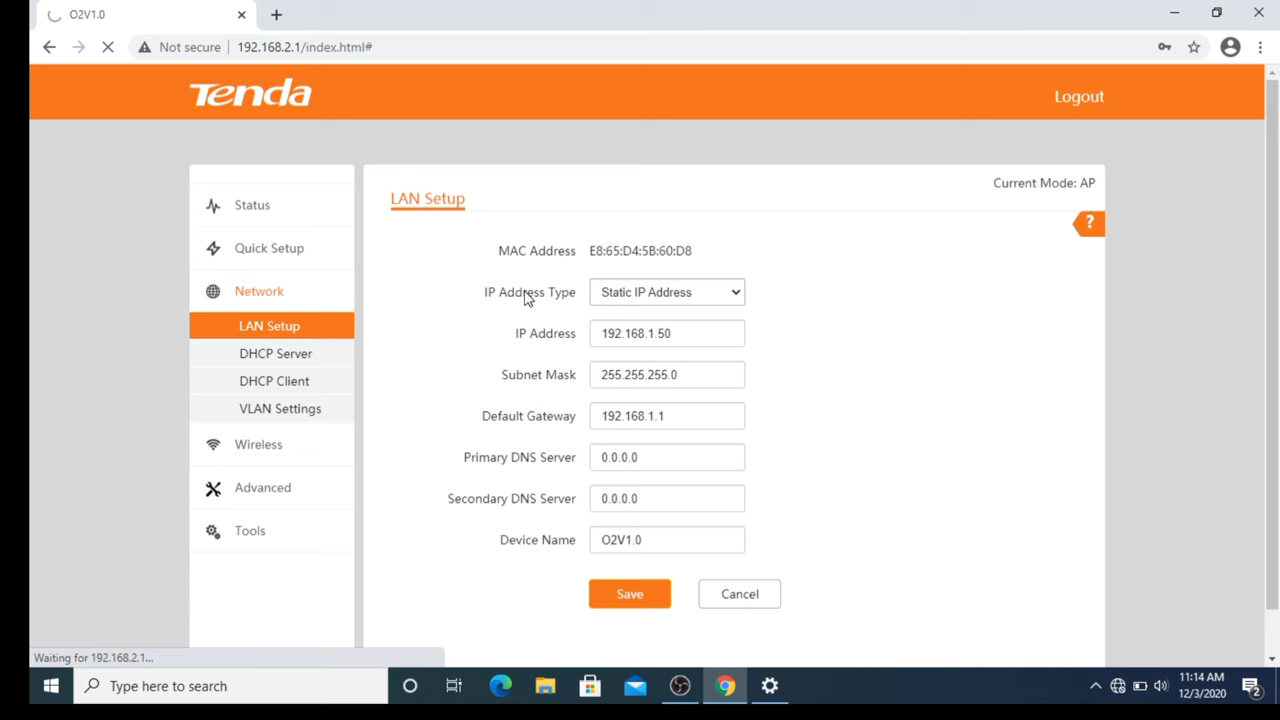 O2V1.0
Not secure
192.168.2.1/index.html#
Tenda
Logout
Status
Quick Setup
Network
LAN Setup
DHCP Server
DHCP Client
VLAN Settings
Wireless
Advanced
Tools
LAN Setup
Current Mode: AP
?
MAC Address E8:65:D4:5B:60:D8
IP Address Type Static IP Address
IP Address 192.168.1.50
Subnet Mask 255.255.255.0
Default Gateway 192.168.1.1
Primary DNS Server 0.0.0.0
Secondary DNS Server 0.0.0.0
Device Name O2V1.0
Save
Cancel
Waiting for 192.168.2.1...
Type here to search
11:14 AM
12/3/2020
2